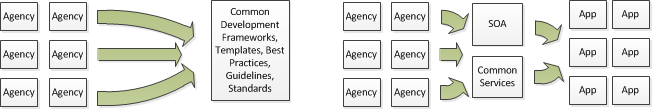 Agency Agency
Agency Agency
Agency Agency
Common
Development
Frameworks,
Templates, Best
Practices,
Guidelines,
Standards
Agency Agency
Agency Agency
Agency Agency
SOA
Common
Services
App App
App App
App App